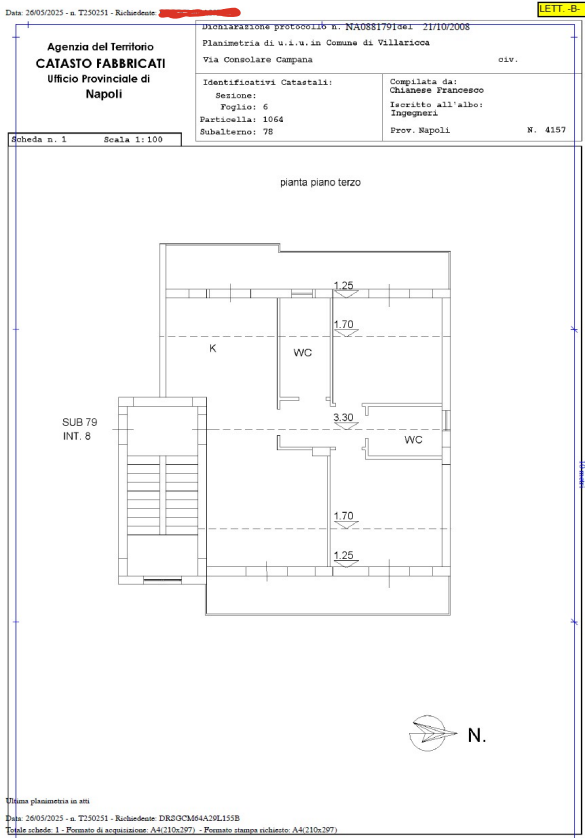 Data: 26/05/2025 - n. T250251 - Richiedente:
LETT. -B-
Agenzia del Territorio
CATASTO FABBRICATI
Ufficio Provinciale di
Napoli
Dichiarazione protocollo n. NA0881791del 21/10/2008
Planimetria di u.i.u.in Comune di Villaricca
Via Consolare Campana civ.
Identificativi Catastali:
Sezione:
Foglio: 6
Particella: 1064
Subalterno: 78
Compilata da:
Chianese Francesco
Iscritto all'albo:
Ingegneri
Prov. Napoli N. 4157
Scheda n. 1 Scala 1:100
pianta piano terzo
1.25
1.70
K
WC
3.30
WC
SUB 79
INT. 8
1.70
1.25
N.
Ultima planimetria in atti
Data: 26/05/2025 - n. T250251 - Richiedente: DRSGCM64A29L155B
Totale schede: 1 - Formato di acquisizione: A4(210x297) - Formato stampa richiesto: A4(210x297)